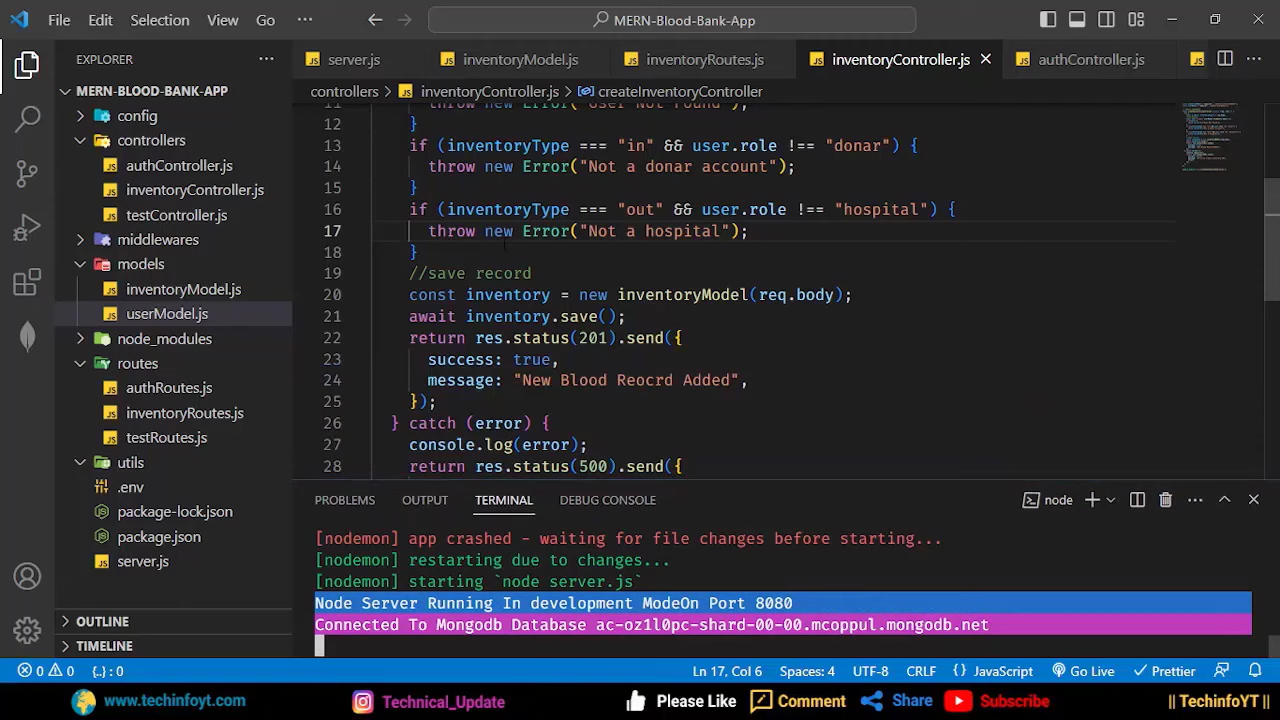 File Edit Selection View Go ··· MERN-Blood-Bank-App
EXPLORER ···
MERN-BLOOD-BANK-APP
config
controllers
authController.js
inventoryController.js
testController.js
middlewares
models
inventoryModel.js
userModel.js
node_modules
routes
authRoutes.js
inventoryRoutes.js
testRoutes.js
utils
.env
package-lock.json
package.json
server.js
OUTLINE
TIMELINE
server.js inventoryModel.js inventoryRoutes.js inventoryController.js authController.js
controllers > inventoryController.js > createInventoryController
11 throw new Error("User Not Found");
12 }
13 if (inventoryType === "in" && user.role !== "donar") {
14 throw new Error("Not a donar account");
15 }
16 if (inventoryType === "out" && user.role !== "hospital") {
17 throw new Error("Not a hospital");
18 }
19 //save record
20 const inventory = new inventoryModel(req.body);
21 await inventory.save();
22 return res.status(201).send({
23 success: true,
24 message: "New Blood Reocrd Added",
25 });
26 } catch (error) {
27 console.log(error);
28 return res.status(500).send({
PROBLEMS OUTPUT TERMINAL DEBUG CONSOLE node
[nodemon] app crashed - waiting for file changes before starting...
[nodemon] restarting due to changes...
[nodemon] starting `node server.js`
Node Server Running In development ModeOn Port 8080
Connected To Mongodb Database ac-oz1l0pc-shard-00-00.mcoppul.mongodb.net
0 0 {..} : 0 Ln 17, Col 6 Spaces: 4 UTF-8 CRLF {} JavaScript Go Live Prettier
www.techinfoyt.com Technical_Update Please Like Comment Share Subscribe || TechinfoYT ||